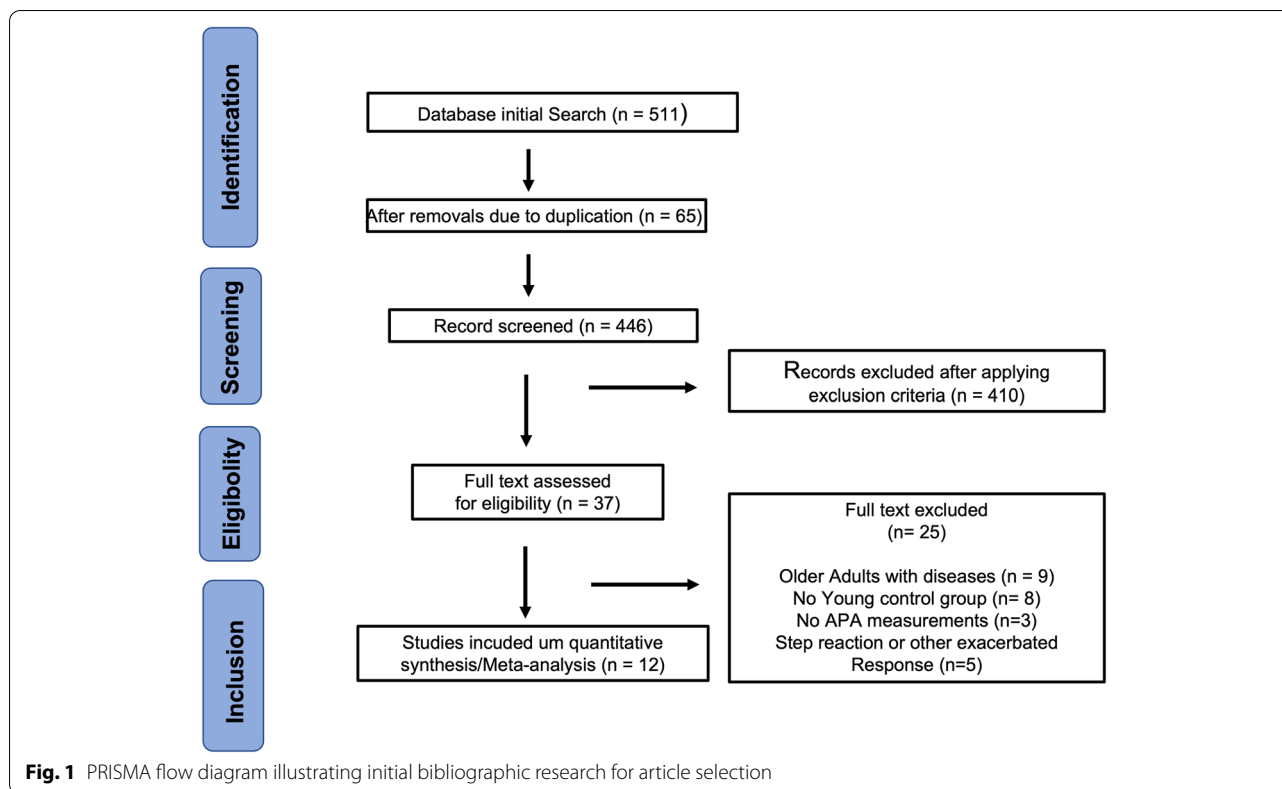 Identification
Database initial Search (n = 511)
After removals due to duplication (n = 65)
Screening
Record screened (n = 446)
Records excluded after applying
exclusion criteria (n = 410)
Eligibolity
Full text assessed
for eligibility (n = 37)
Full text excluded
(n= 25)
Older Adults with diseases (n = 9)
No Young control group (n= 8)
No APA measurements (n=3)
Step reaction or other exacerbated
Response (n=5)
Inclusion
Studies incuded um quantitative
synthesis/Meta-analysis (n = 12)
Fig. 1 PRISMA flow diagram illustrating initial bibliographic research for article selection